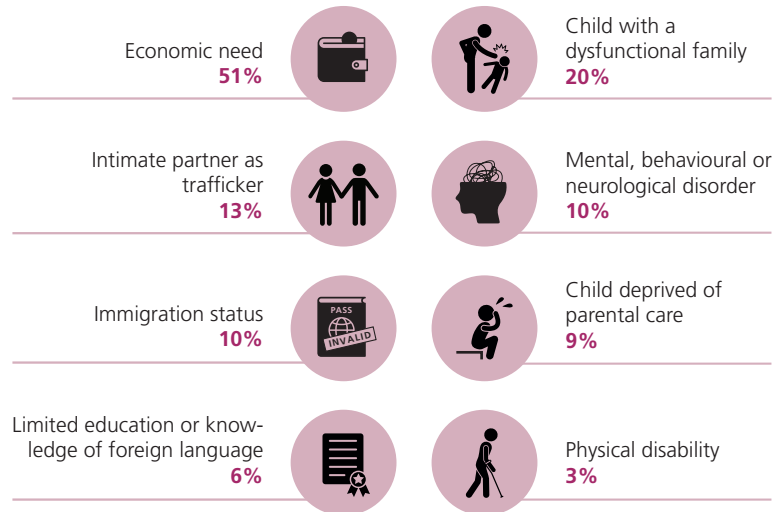 Economic need
51%
Child with a
dysfunctional family
20%
Intimate partner as
trafficker
13%
Mental, behavioural or
neurological disorder
10%
Immigration status
10%
PASS
INVALID
Child deprived of
parental care
9%
Limited education or know-
ledge of foreign language
6%
Physical disability
3%